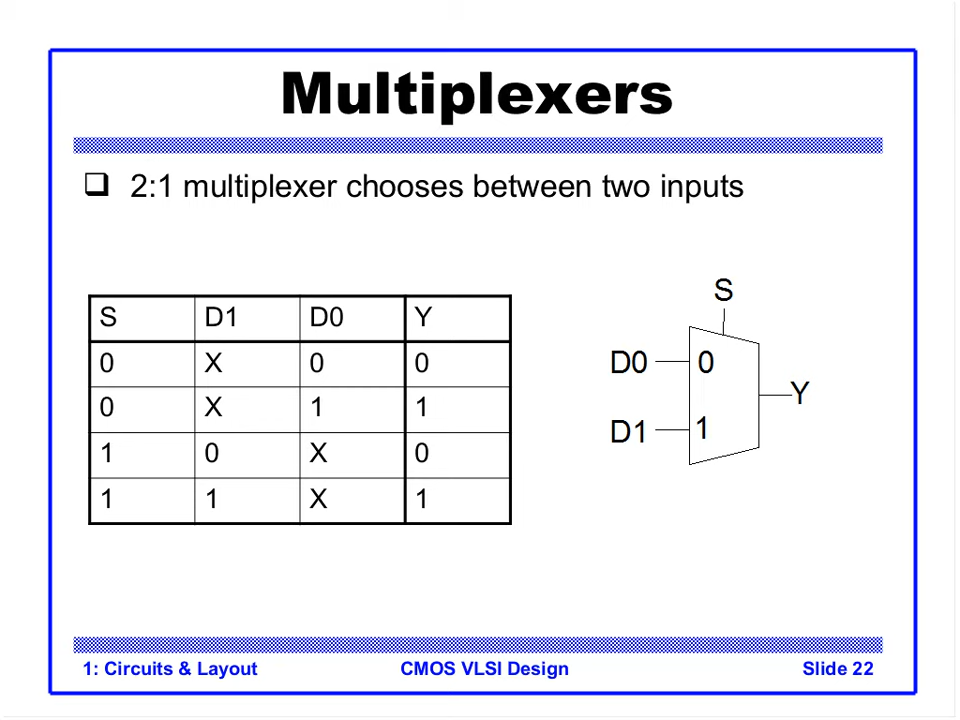 Multiplexers
2:1 multiplexer chooses between two inputs
S D1 D0 Y
0 X 0 0
0 X 1 1
1 0 X 0
1 1 X 1
S
D0 0
Y
D1 1
1: Circuits & Layout CMOS VLSI Design Slide 22